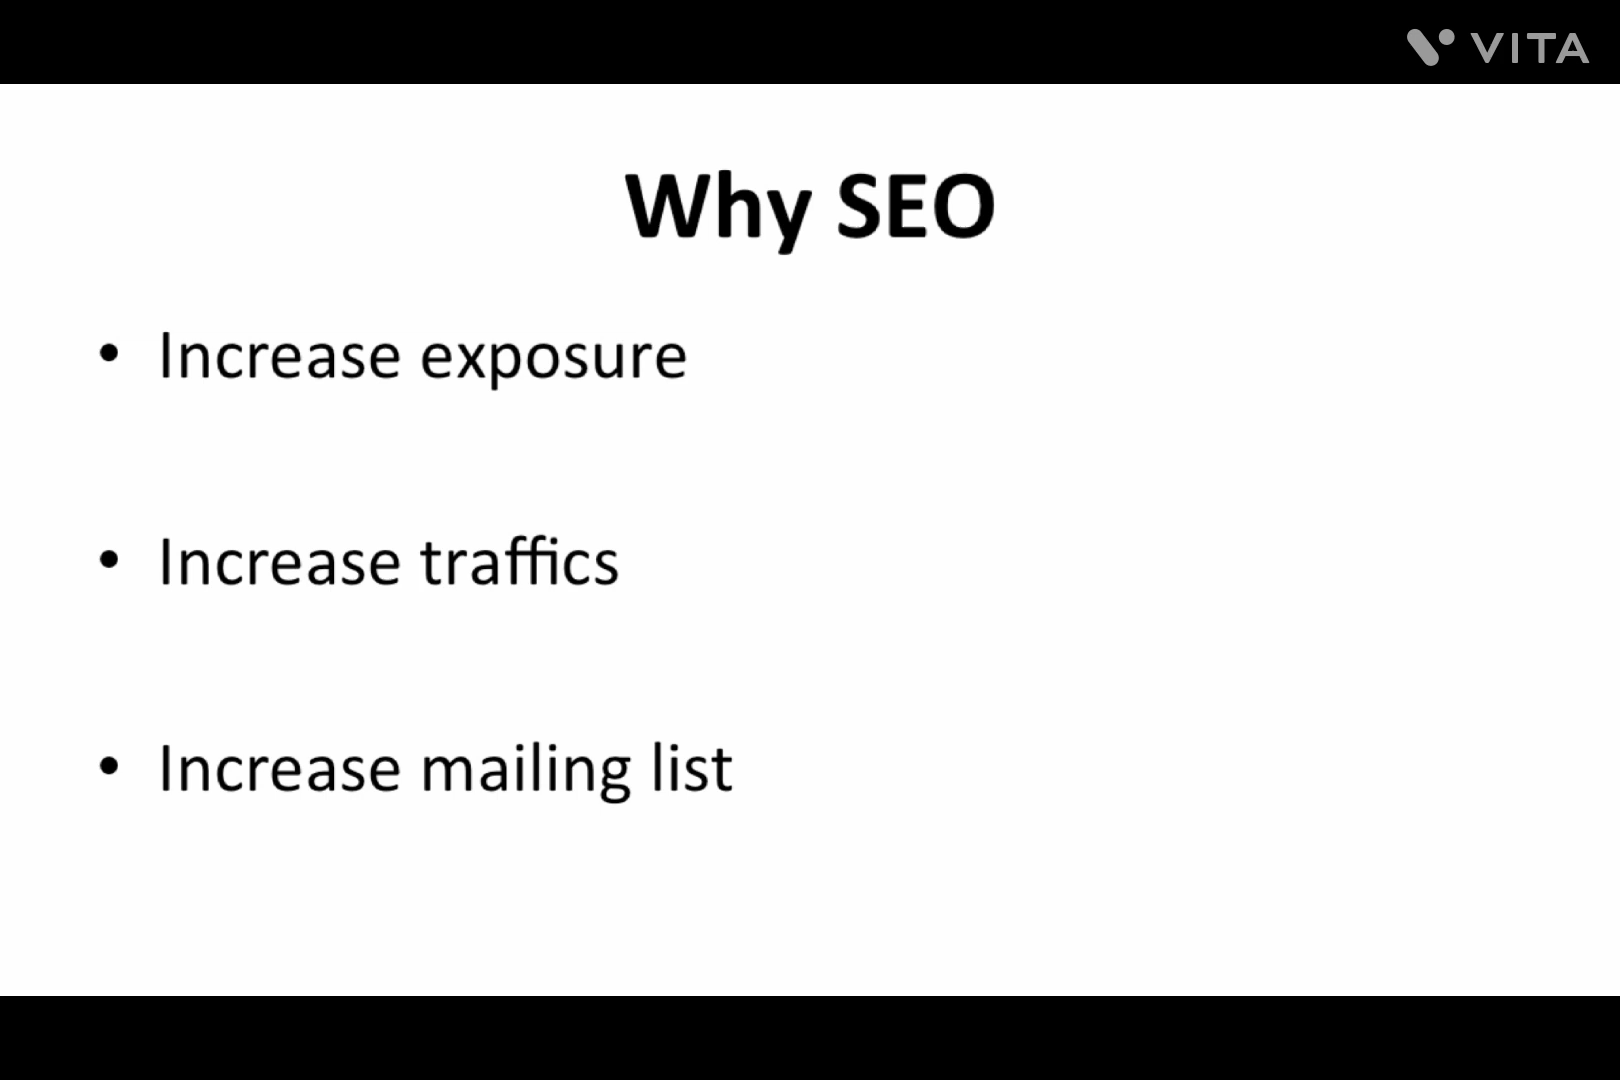 VITA
Why SEO
• Increase exposure
• Increase traffics
• Increase mailing list